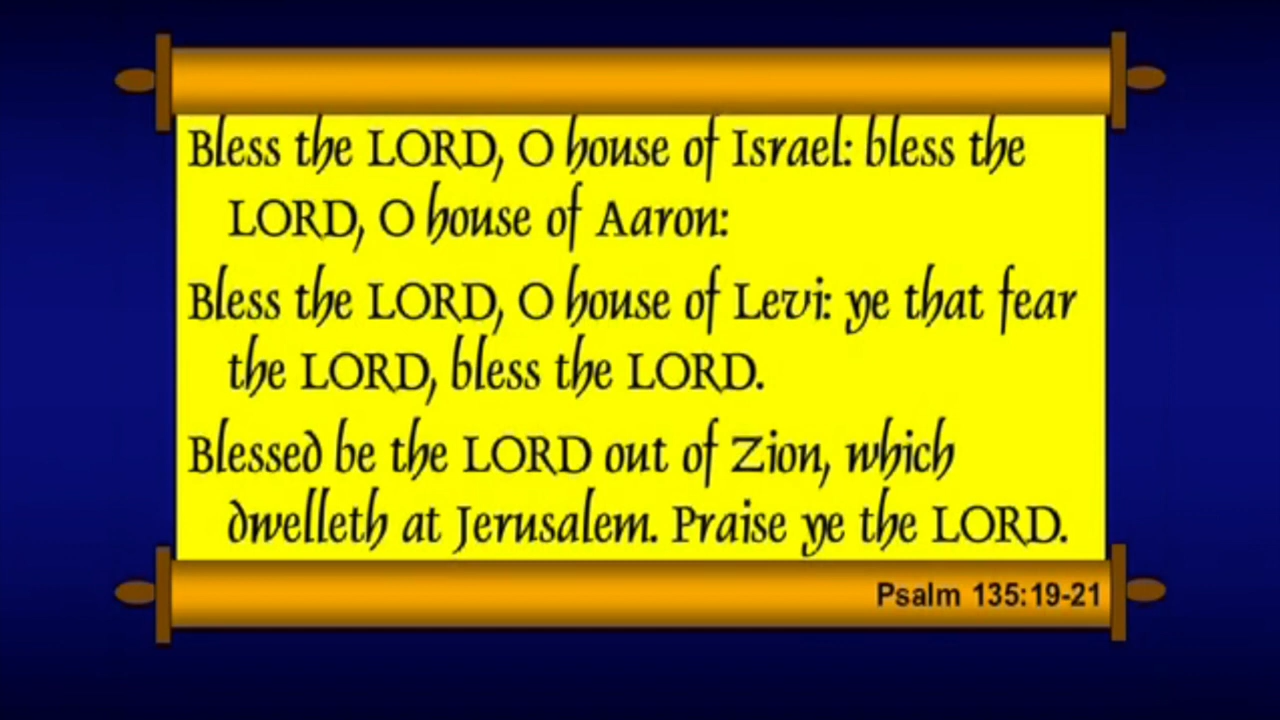 Bless the LORD, O house of Israel: bless the
LORD, O house of Aaron:
Bless the LORD, O house of Levi: ye that fear
the LORD, bless the LORD.
Blessed be the LORD out of Zion, which
dwelleth at Jerusalem. Praise ye the LORD.
Psalm 135:19-21